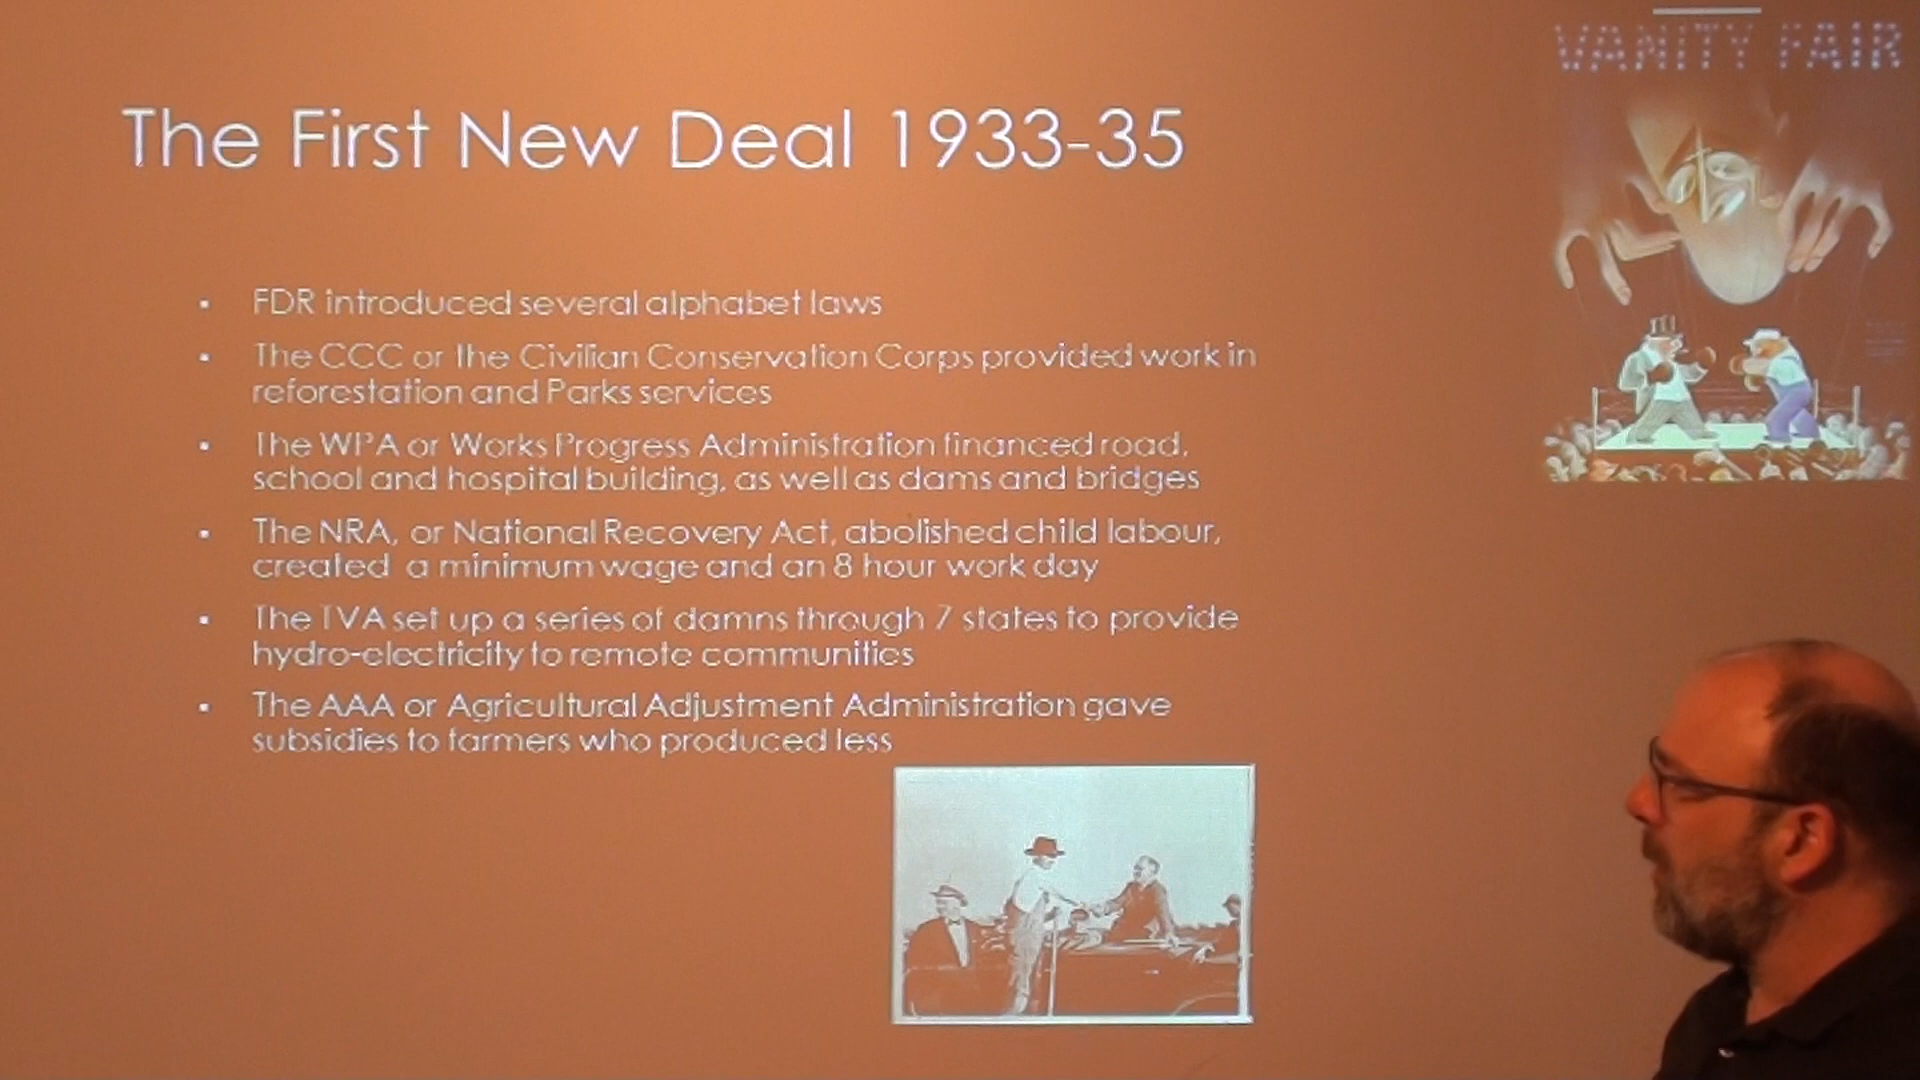 VANITY FAIR
The First New Deal 1933-35
▪ FDR introduced several alphabet laws
▪ The CCC or the Civilian Conservation Corps provided work in
reforestation and Parks services
▪ The WPA or Works Progress Administration financed road,
school and hospital building, as well as dams and bridges
▪ The NRA, or National Recovery Act, abolished child labour,
created a minimum wage and an 8 hour work day
▪ The TVA set up a series of damns through 7 states to provide
hydro-electricity to remote communities
▪ The AAA or Agricultural Adjustment Administration gave
subsidies to farmers who produced less